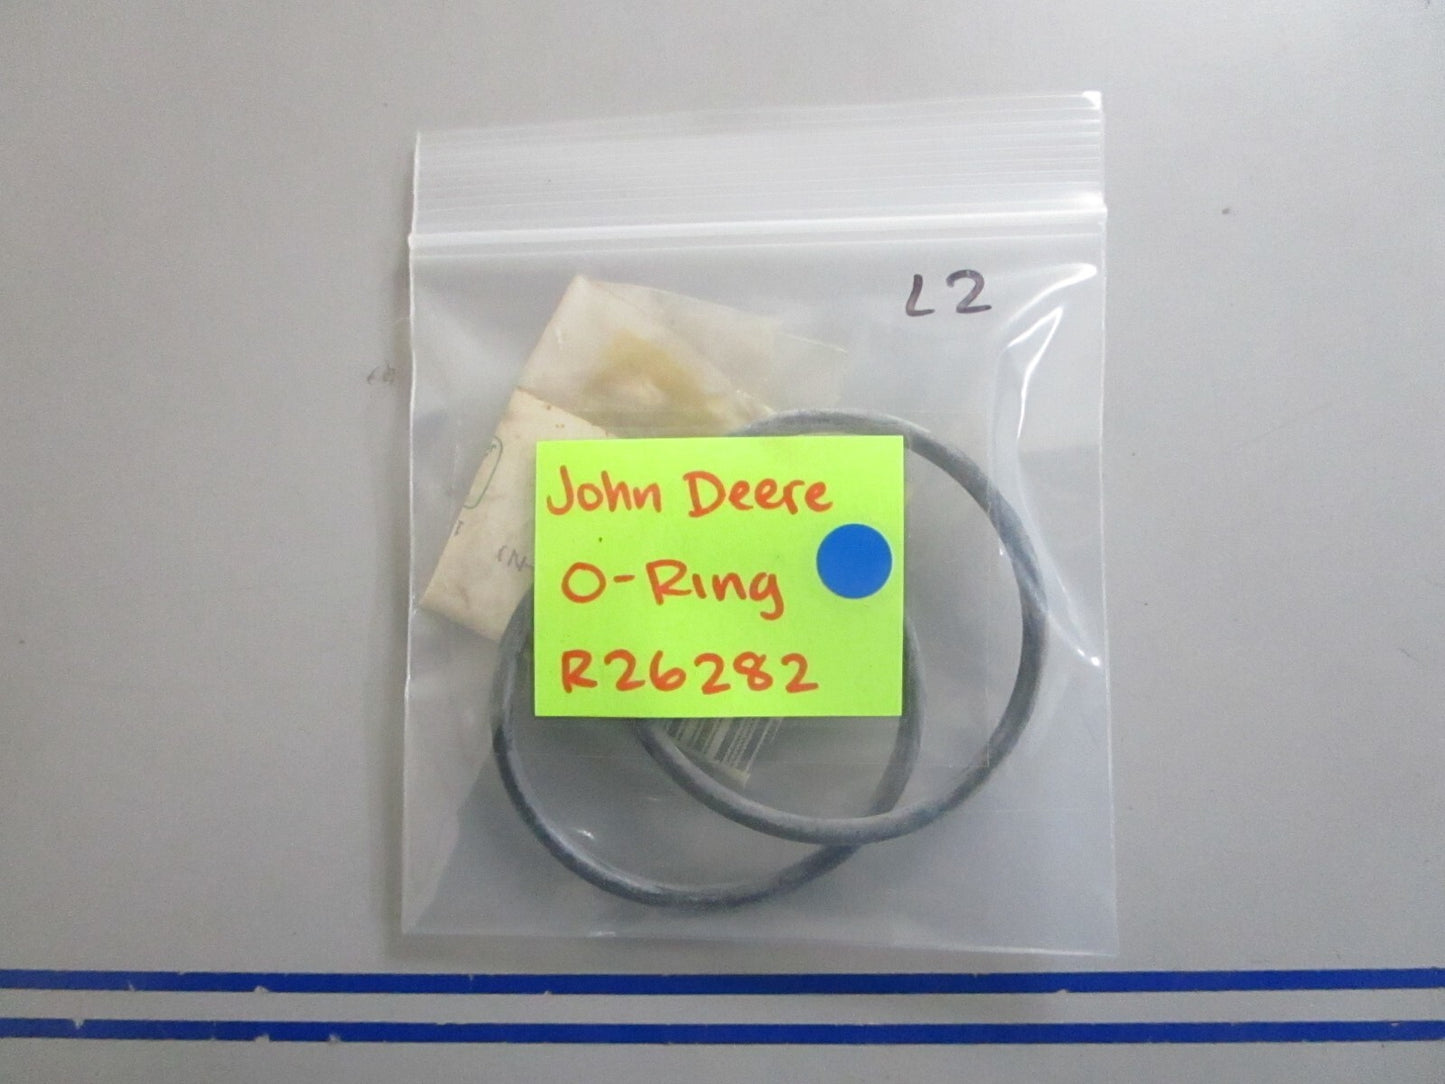 L2
John Deere
O-Ring
R26282